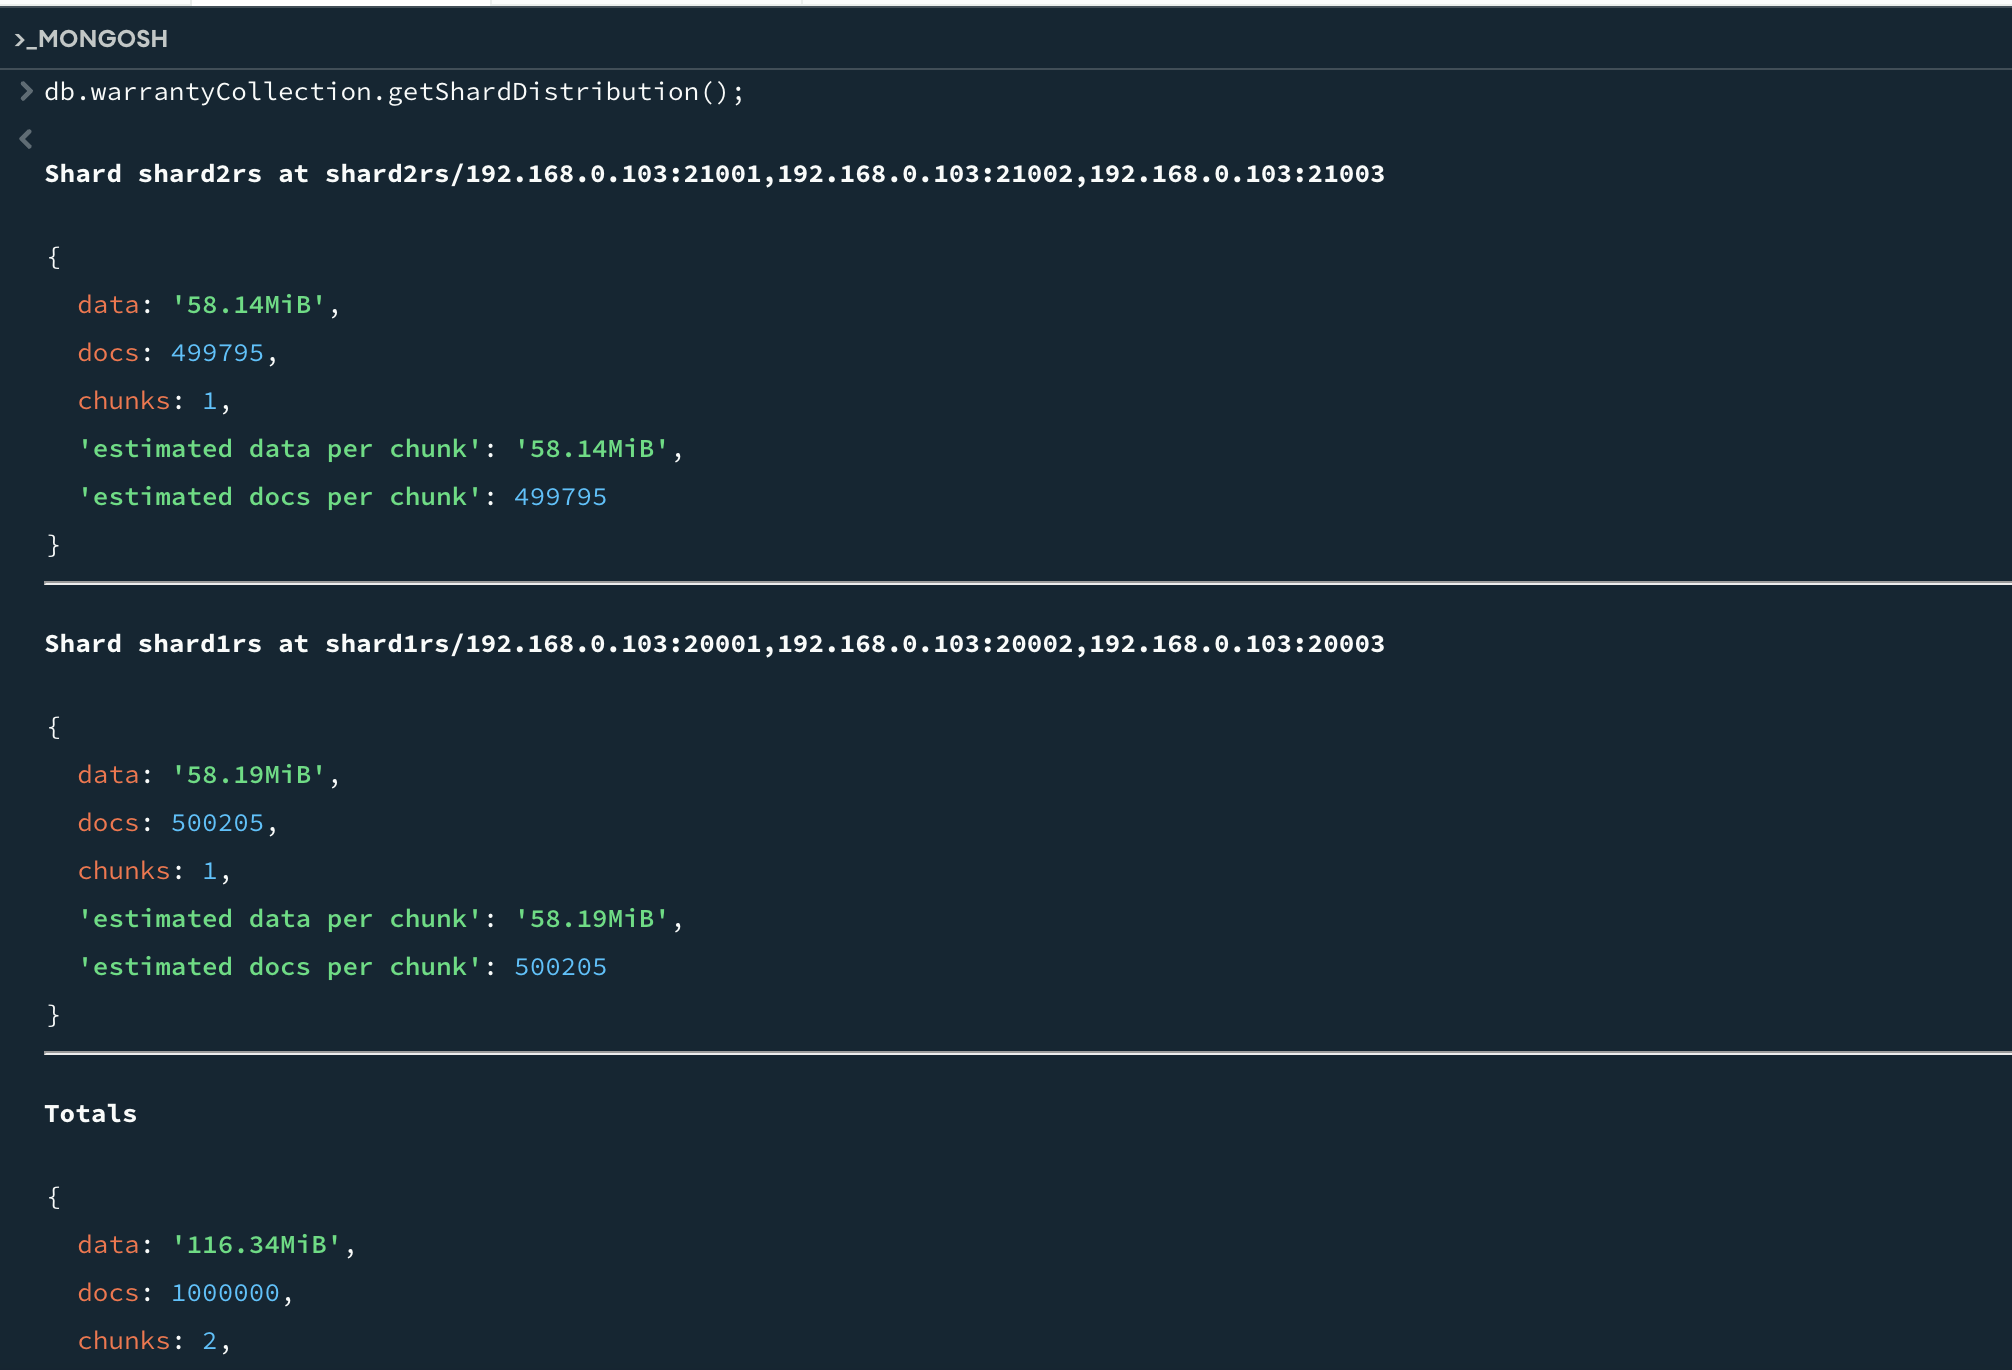 >_MONGOSH
> db.warrantyCollection.getShardDistribution();
<
Shard shard2rs at shard2rs/192.168.0.103:21001,192.168.0.103:21002,192.168.0.103:21003
{
data: '58.14MiB',
docs: 499795,
chunks: 1,
'estimated data per chunk': '58.14MiB',
'estimated docs per chunk': 499795
}
Shard shard1rs at shard1rs/192.168.0.103:20001,192.168.0.103:20002,192.168.0.103:20003
{
data: '58.19MiB',
docs: 500205,
chunks: 1,
'estimated data per chunk': '58.19MiB',
'estimated docs per chunk': 500205
}
Totals
{
data: '116.34MiB',
docs: 1000000,
chunks: 2,